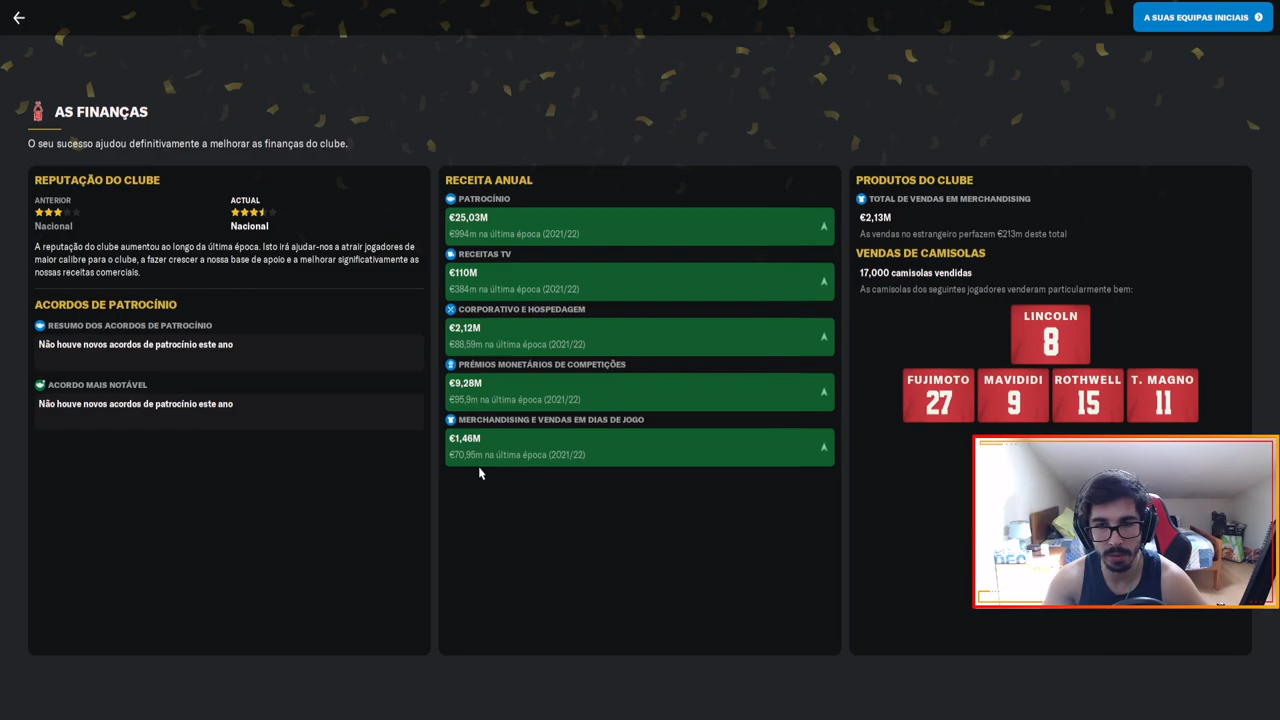 A SUAS EQUIPAS INICIAIS
AS FINANÇAS
O seu sucesso ajudou definitivamente a melhorar as finanças do clube.
REPUTAÇÃO DO CLUBE
ANTERIOR
ACTUAL
Nacional
Nacional
A reputação do clube aumentou ao longo da última época. Isto irá ajudar-nos a atrair jogadores de
maior calibre para o clube, a fazer crescer a nossa base de apoio e a melhorar significativamente as
nossas receitas comerciais.
ACORDOS DE PATROCÍNIO
RESUMO DOS ACORDOS DE PATROCÍNIO
Não houve novos acordos de patrocínio este ano
ACORDO MAIS NOTÁVEL
Não houve novos acordos de patrocínio este ano
RECEITA ANUAL
PATROCÍNIO
€25,03M
€994m na última época (2021/22)
RECEITAS TV
€110M
€384m na última época (2021/22)
CORPORATIVO E HOSPEDAGEM
€2,12M
€88,59m na última época (2021/22)
PRÉMIOS MONETÁRIOS DE COMPETIÇÕES
€9,28M
€95,9m na última época (2021/22)
MERCHANDISING E VENDAS EM DIAS DE JOGO
€1,46M
€70,95m na última época (2021/22)
PRODUTOS DO CLUBE
TOTAL DE VENDAS EM MERCHANDISING
€2,13M
As vendas no estrangeiro perfazem €213m deste total
VENDAS DE CAMISOLAS
17,000 camisolas vendidas
As camisolas dos seguintes jogadores venderam particularmente bem:
LINCOLN
8
FUJIMOTO
27
MAVIDIDI
9
ROTHWELL
15
T. MAGNO
11